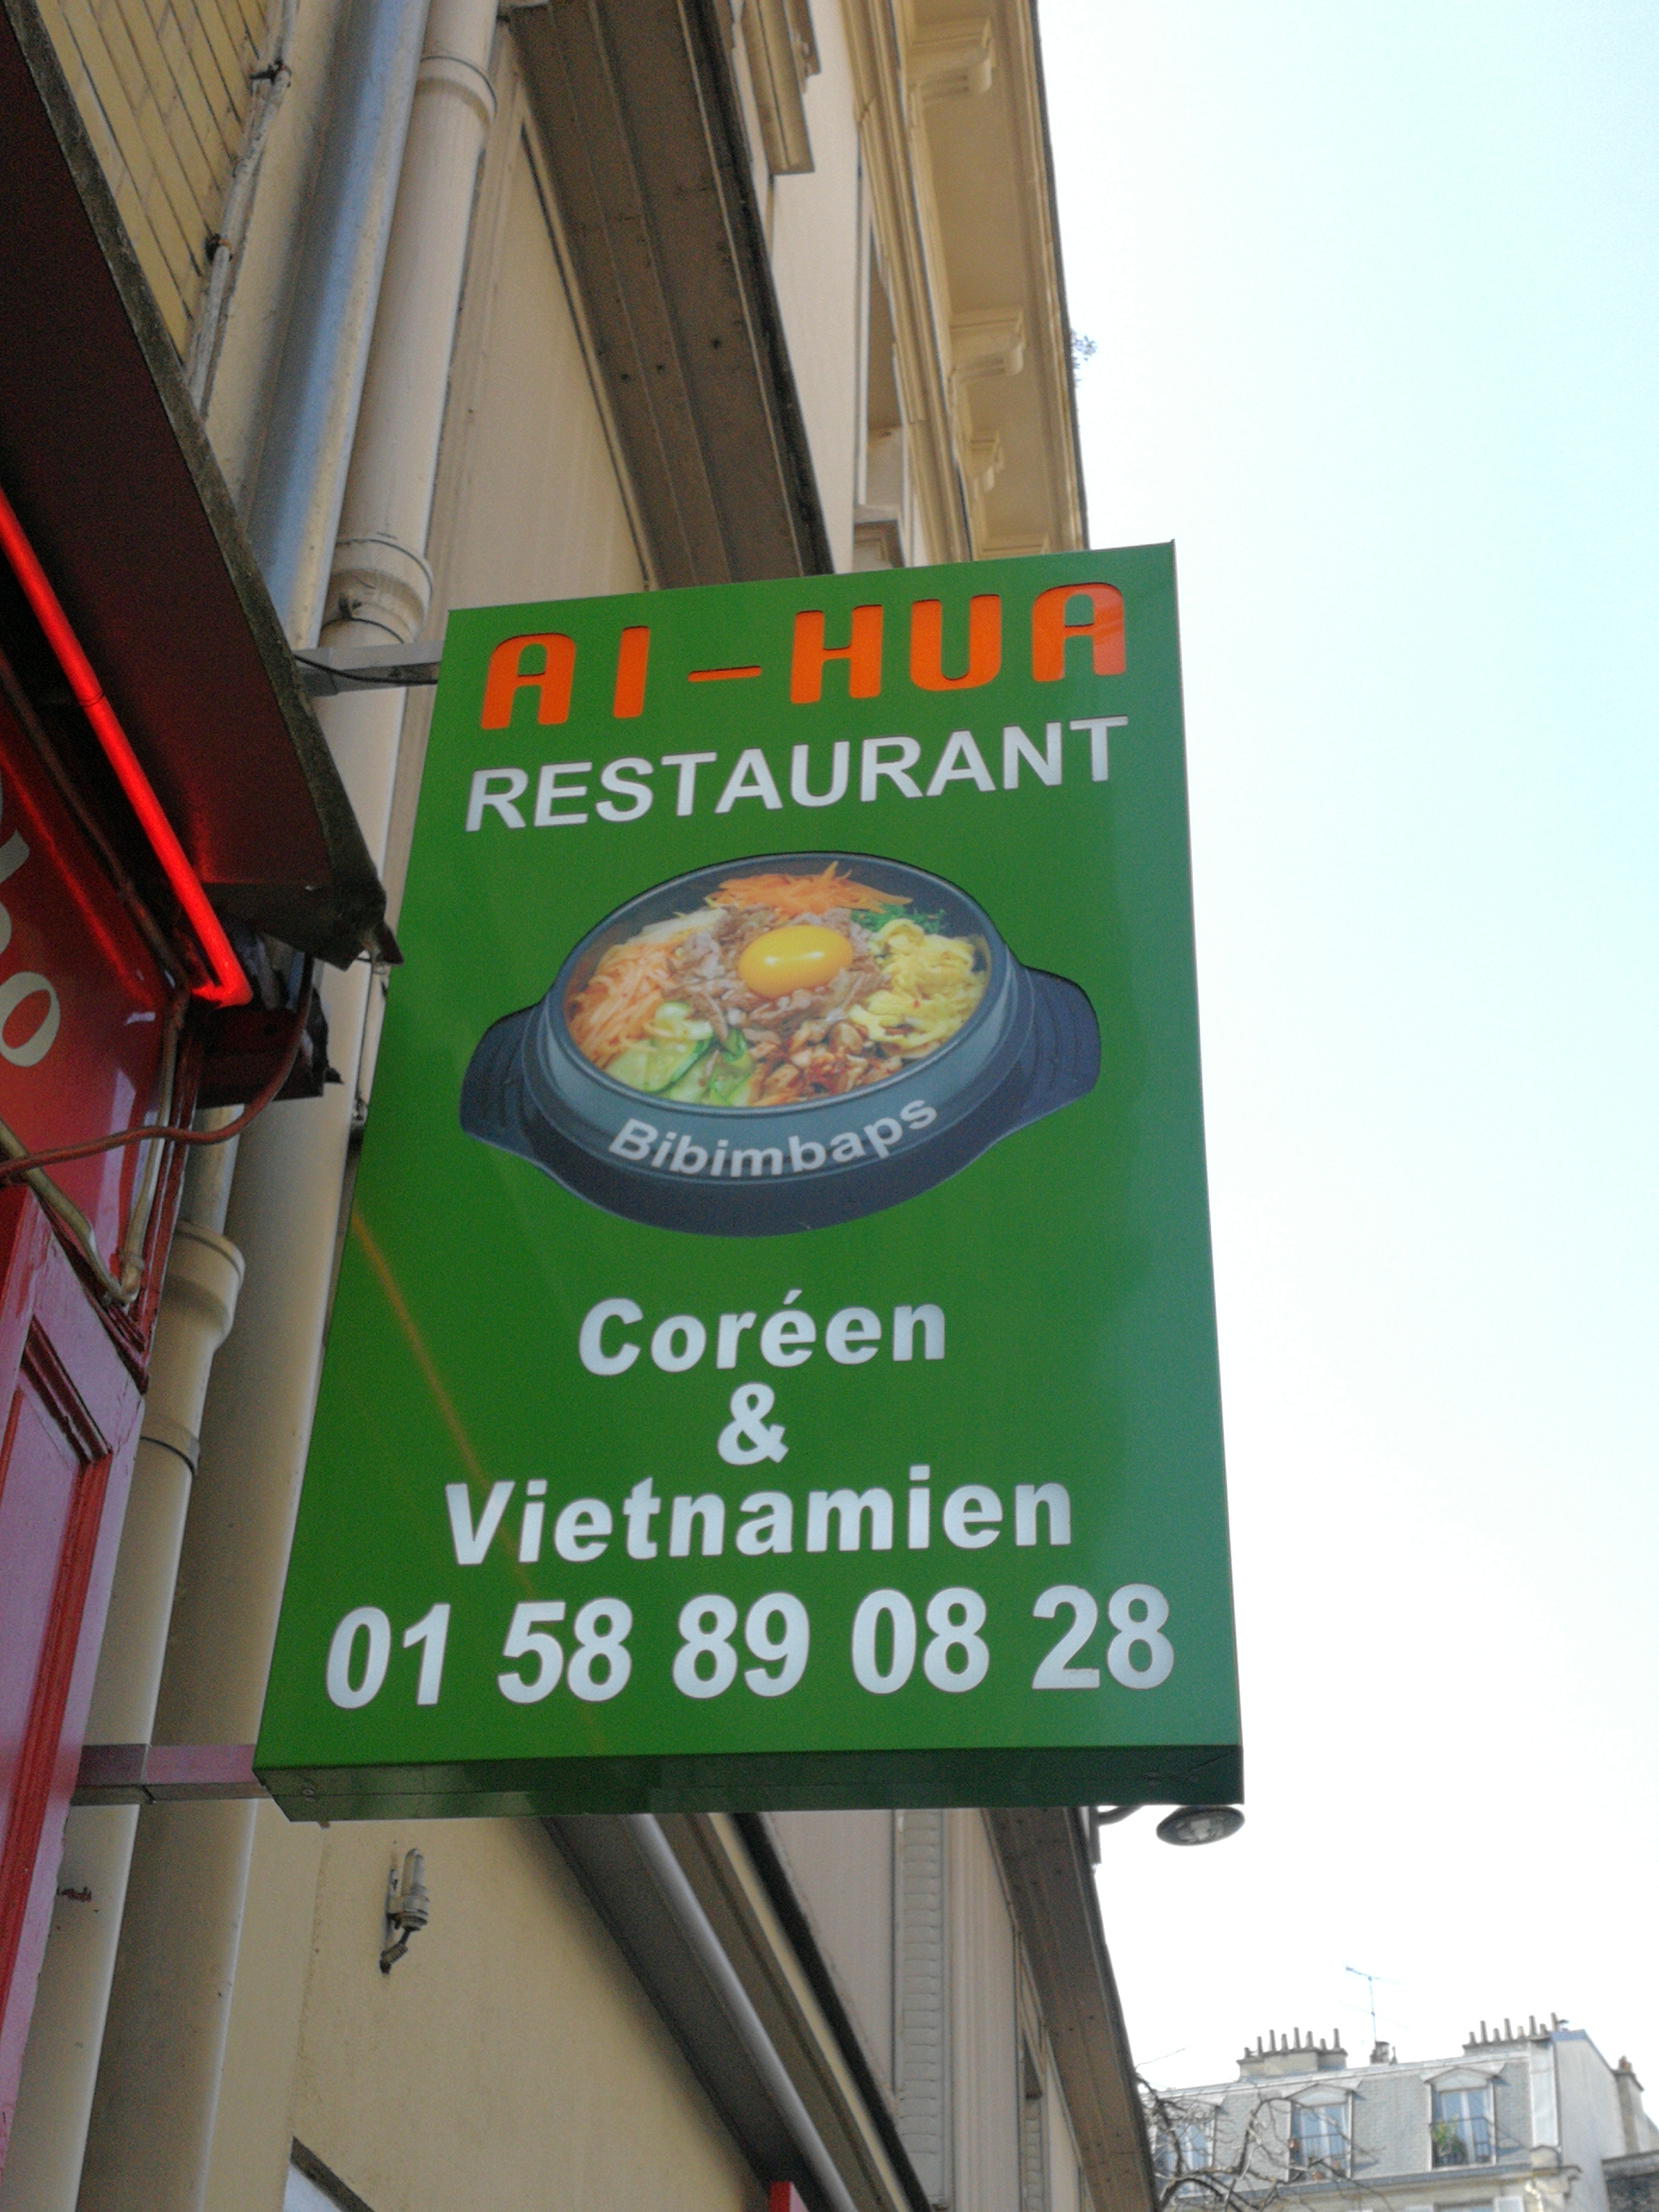 AI-HUA
RESTAURANT
Bibimbaps
Coréen
&
Vietnamien
01 58 89 08 28